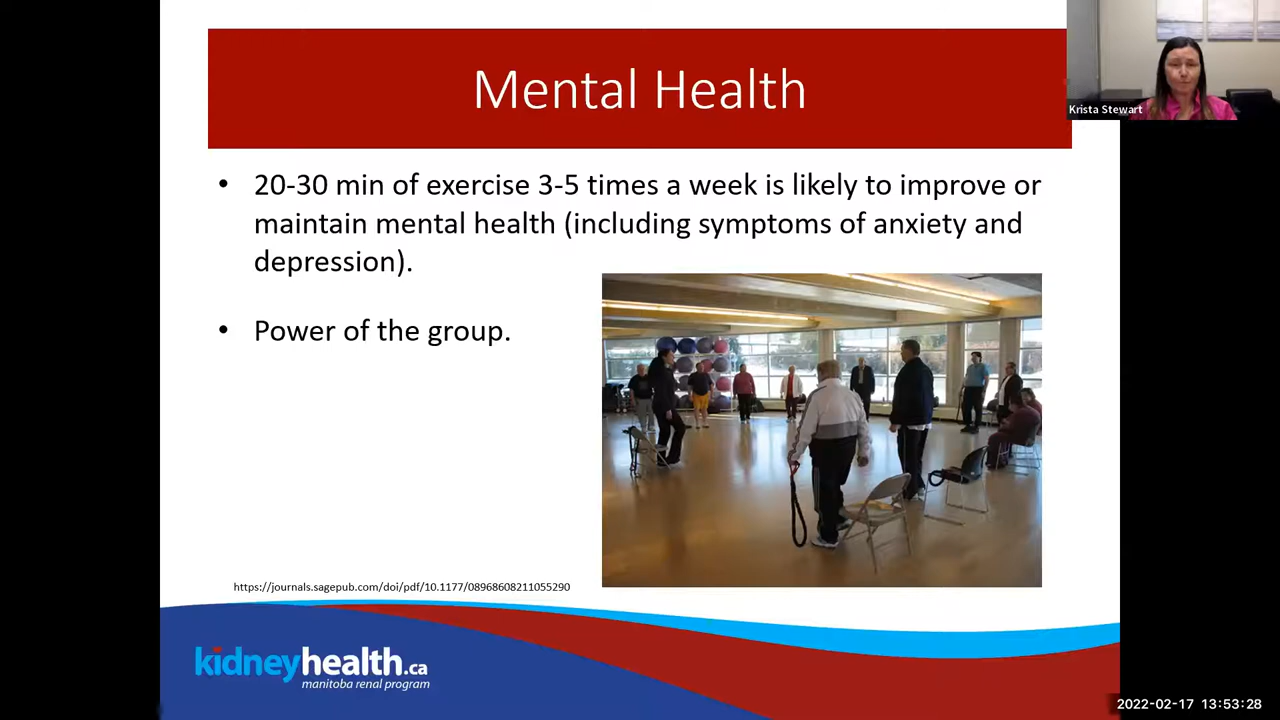 Mental Health
Krista Stewart
• 20-30 min of exercise 3-5 times a week is likely to improve or
maintain mental health (including symptoms of anxiety and
depression).
• Power of the group.
https://journals.sagepub.com/doi/pdf/10.1177/08968608211055290
kidneyhealth.ca
manitoba renal program
2022-02-17 13:53:28